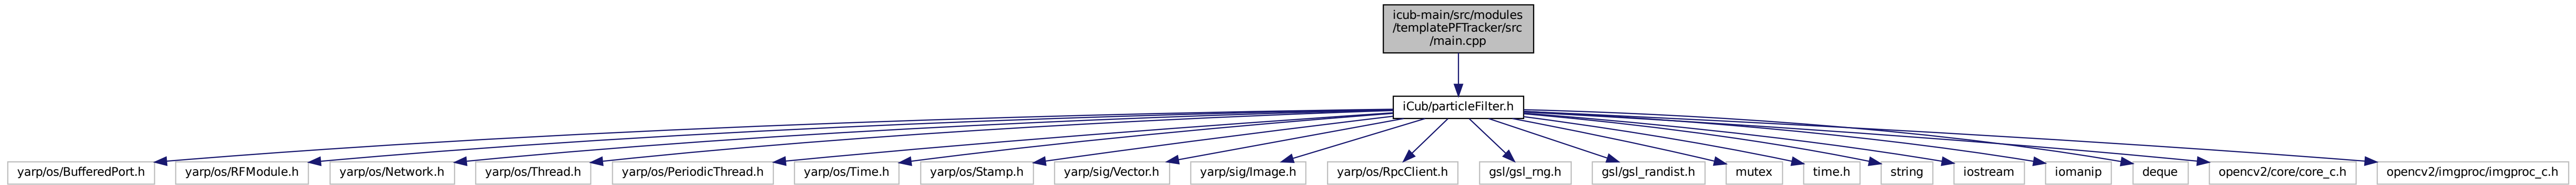 icub-main/src/modules
/templatePFTracker/src
/main.cpp
iCub/particleFilter.h
yarp/os/BufferedPort.h
yarp/os/RFModule.h
yarp/os/Network.h
yarp/os/Thread.h
yarp/os/PeriodicThread.h
yarp/os/Time.h
yarp/os/Stamp.h
yarp/sig/Vector.h
yarp/sig/Image.h
yarp/os/RpcClient.h
gsl/gsl_rng.h
gsl/gsl_randist.h
mutex
time.h
string
iostream
iomanip
deque
opencv2/core/core_c.h
opencv2/imgproc/imgproc_c.h